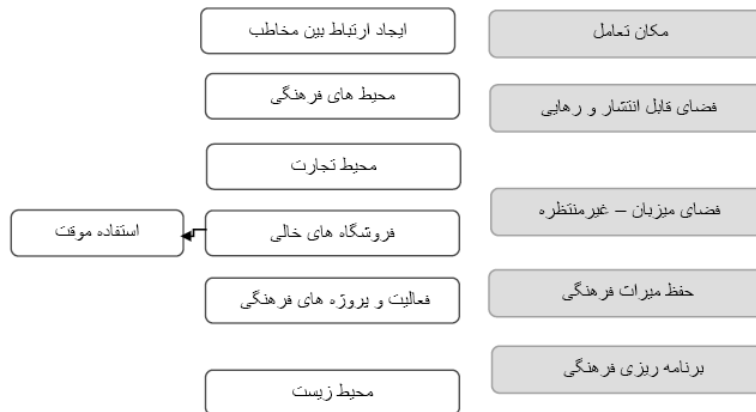 مکان تعامل
ایجاد ارتباط بین مخاطب
فضای قابل انتشار و رهایی
محیط های فرهنگی
محیط تجارت
فضای میزبان – غیرمنتظره
فروشگاه های خالی
استفاده موقت
حفظ میراث فرهنگی
فعالیت و پروژه های فرهنگی
برنامه ریزی فرهنگی
محیط زیست